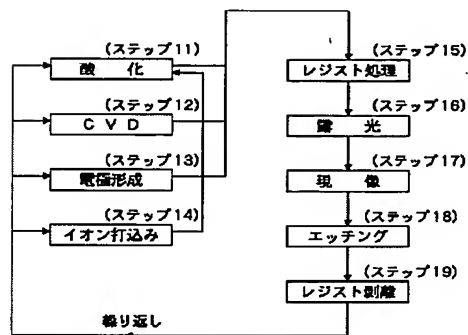 (ステップ11)
酸 化
(ステップ12)
C V D
(ステップ13)
電極形成
(ステップ14)
イオン打込み
(ステップ15)
レジスト処理
(ステップ16)
露 光
(ステップ17)
現 像
(ステップ18)
エッチング
(ステップ19)
レジスト剥離
繰り返し